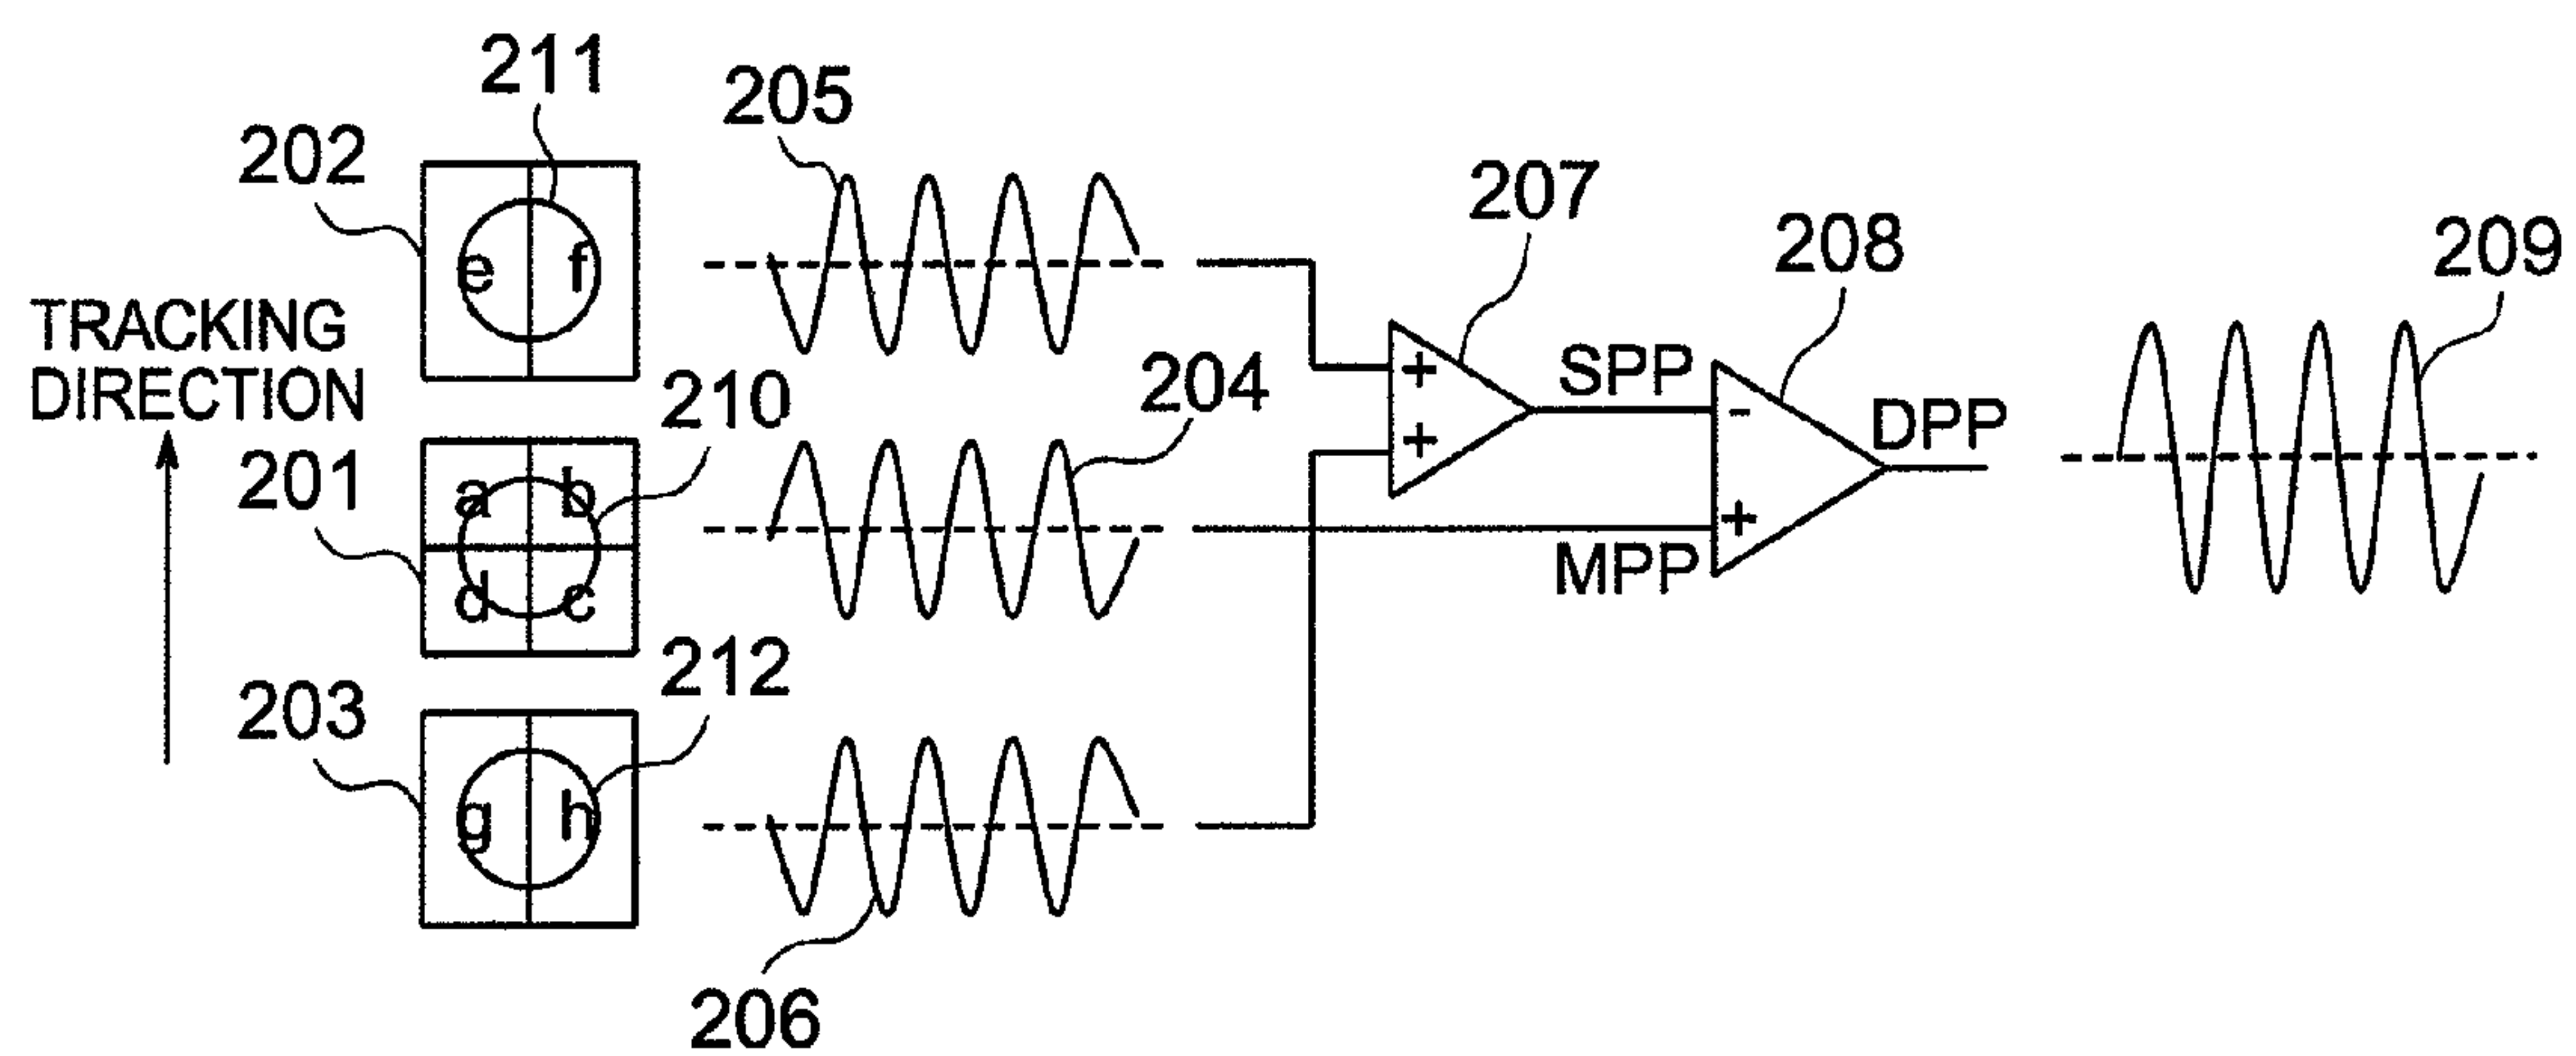 211
205
202
e
f
207
208
209
TRACKING
DIRECTION
+
+
SPP
-
DPP
210
204
201
a
b
d
c
MPP
+
203
212
g
h
206